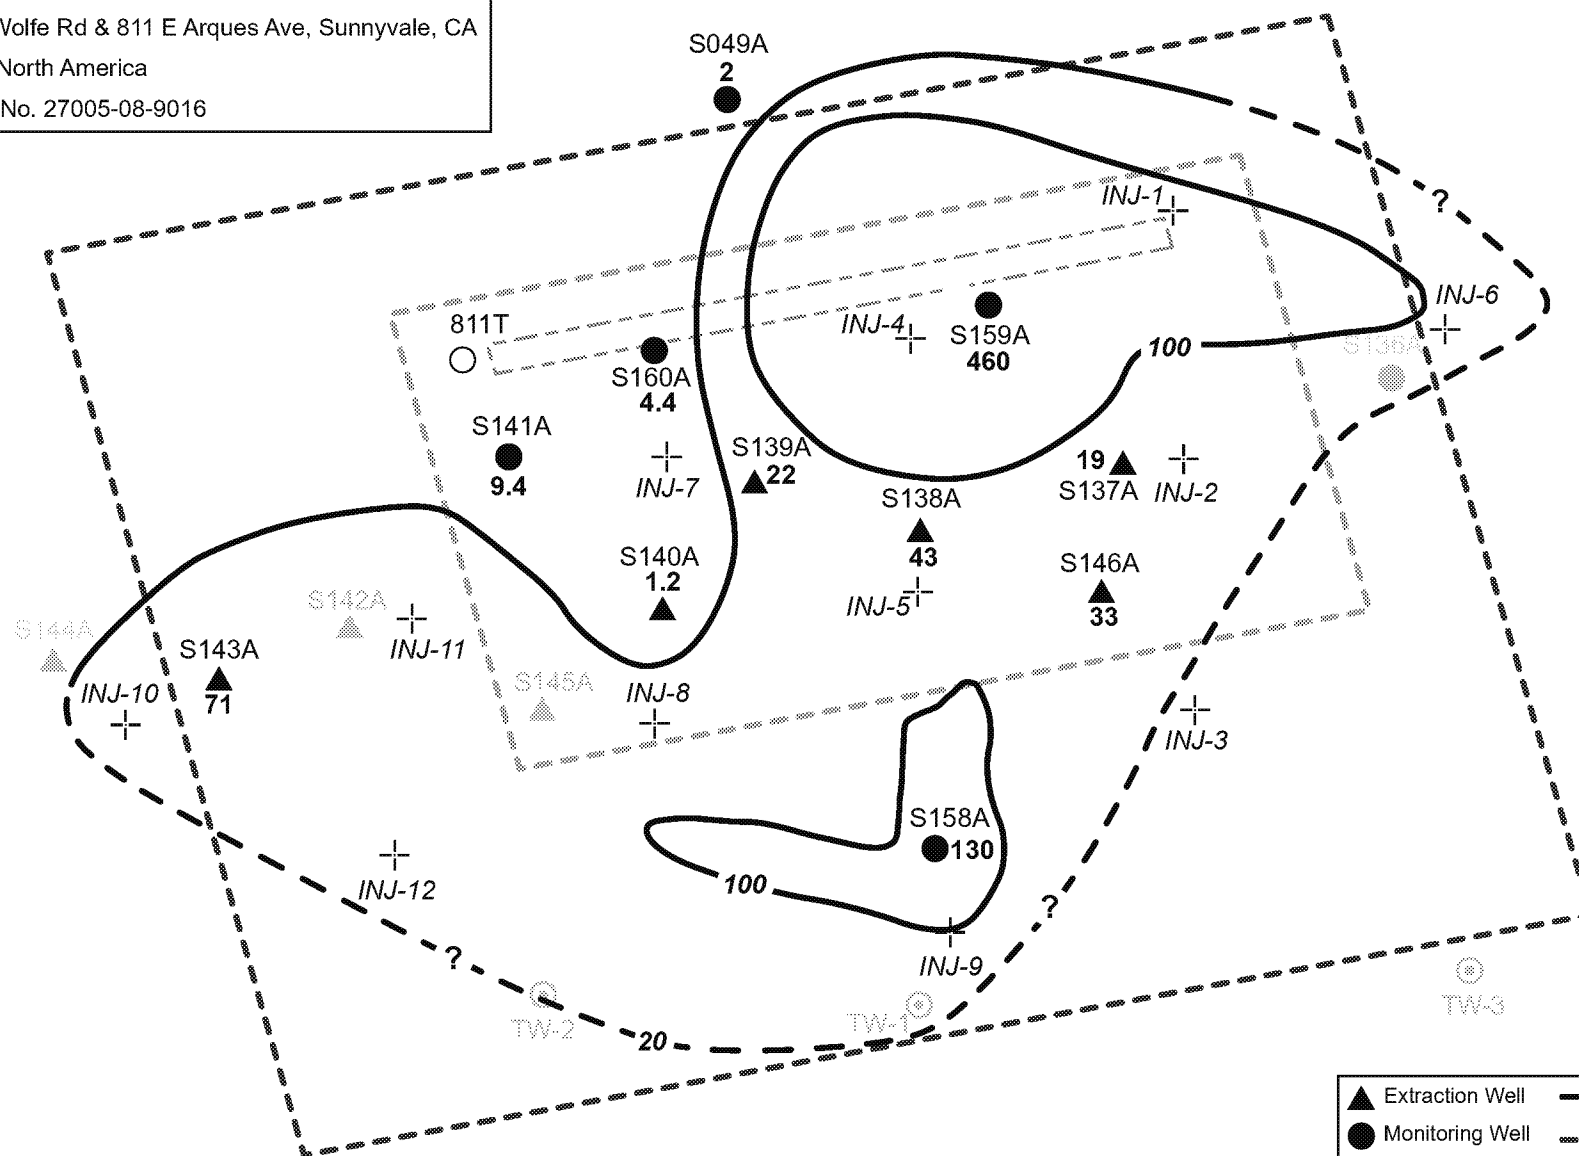 Wolfe Rd & 811 E Arques Ave, Sunnyvale, CA
North America
No. 27005-08-9016
S049A
2
?
INJ-1
INJ-6
811T
INJ-4
S159A
460
100
S136A
S160A
4.4
S141A
9.4
INJ-7
S139A
22
19
S137A
INJ-2
S138A
43
S140A
1.2
S146A
33
INJ-5
S142A
INJ-11
S144A
S143A
71
INJ-10
S145A
INJ-8
INJ-3
S158A
130
100
INJ-12
?
?
INJ-9
TW-2
TW-1
TW-3
20
Extraction Well
Monitoring Well